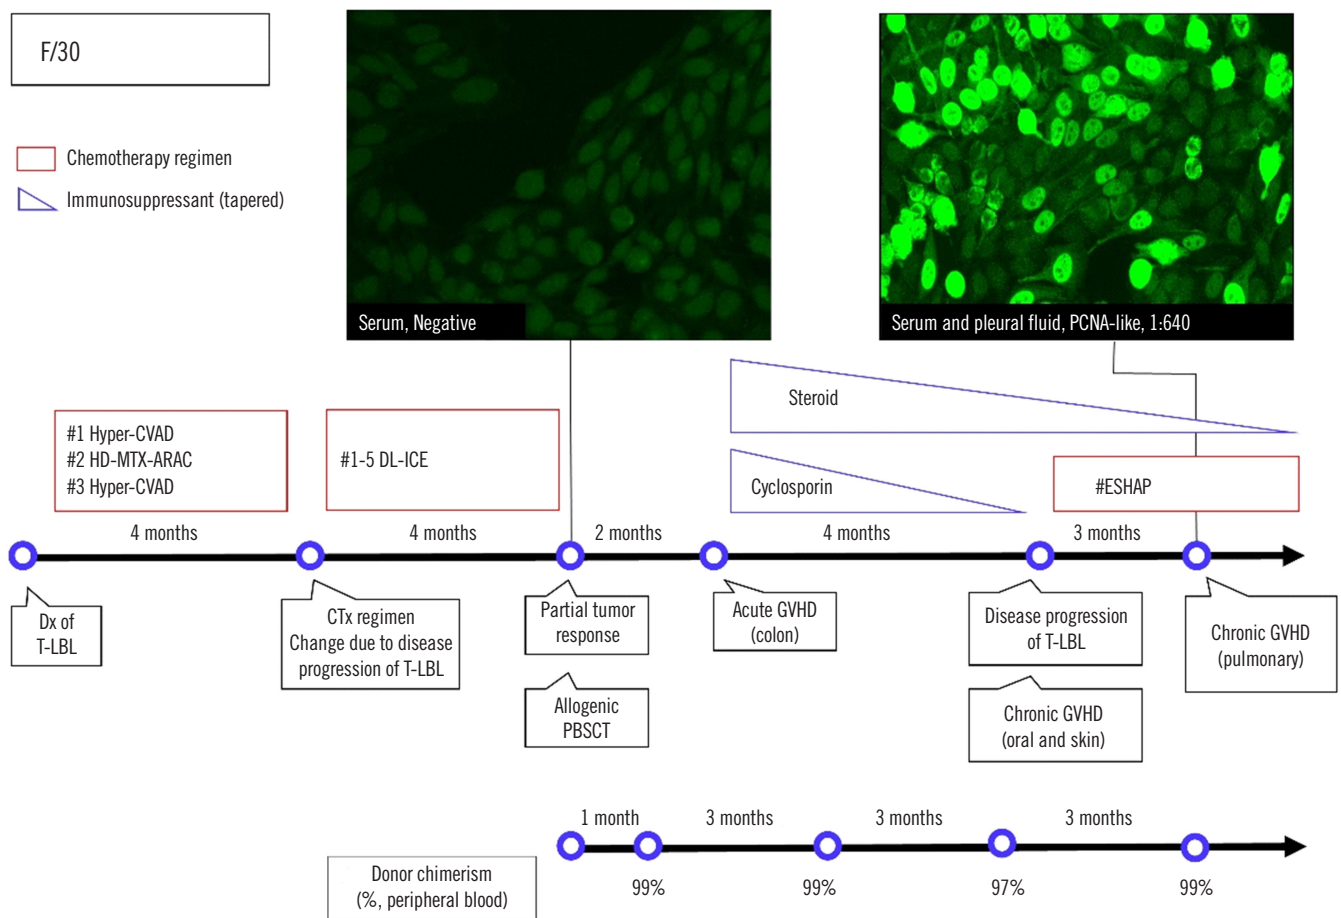 F/30
Chemotherapy regimen
Immunosuppressant (tapered)
Serum, Negative
Serum and pleural fluid, PCNA-like, 1:640
Steroid
Cyclosporin
#1 Hyper-CVAD
#2 HD-MTX-ARAC
#3 Hyper-CVAD
#1-5 DL-ICE
#ESHAP
4 months
4 months
2 months
4 months
3 months
Dx of
T-LBL
CTx regimen
Change due to disease
progression of T-LBL
Partial tumor
response
Allogenic
PBSCT
Acute GVHD
(colon)
Disease progression
of T-LBL
Chronic GVHD
(oral and skin)
Chronic GVHD
(pulmonary)
1 month
3 months
3 months
3 months
Donor chimerism
(%, peripheral blood)
99%
99%
97%
99%